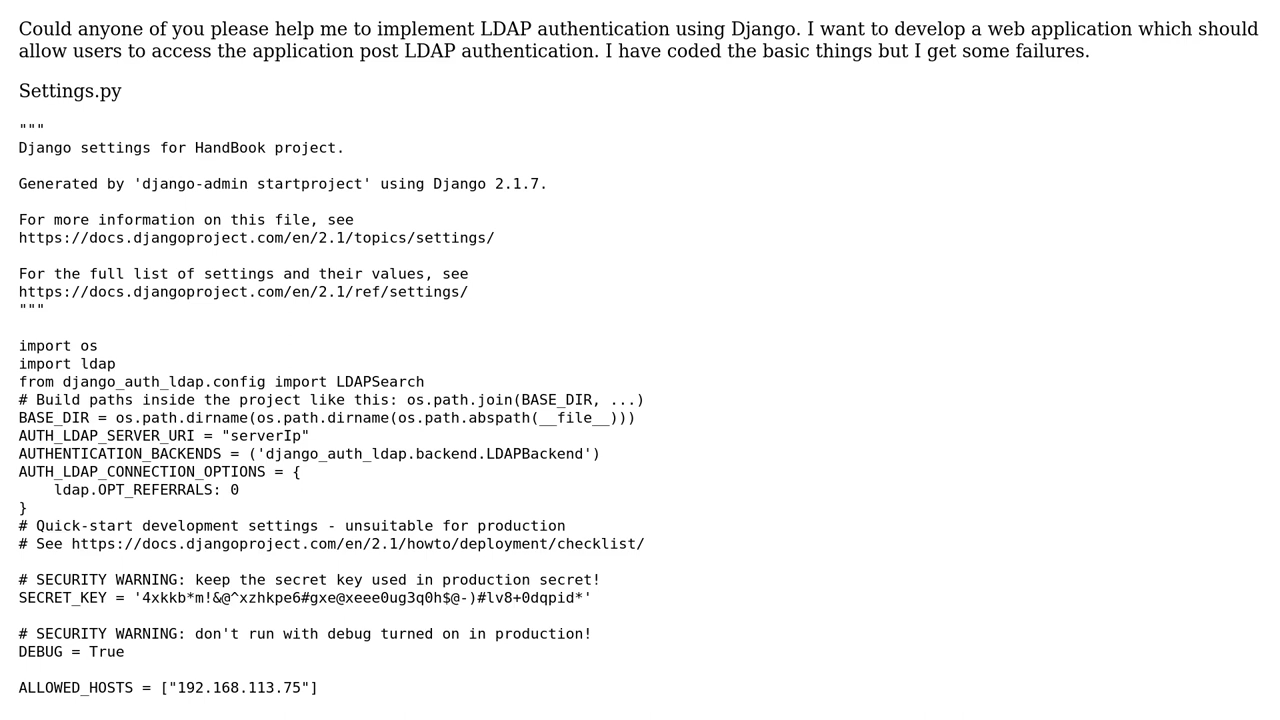 Could anyone of you please help me to implement LDAP authentication using Django. I want to develop a web application which should
allow users to access the application post LDAP authentication. I have coded the basic things but I get some failures.
Settings.py
"""
Django settings for HandBook project.
Generated by 'django-admin startproject' using Django 2.1.7.
For more information on this file, see
https://docs.djangoproject.com/en/2.1/topics/settings/
For the full list of settings and their values, see
https://docs.djangoproject.com/en/2.1/ref/settings/
"""
import os
import ldap
from django_auth_ldap.config import LDAPSearch
# Build paths inside the project like this: os.path.join(BASE_DIR, ...)
BASE_DIR = os.path.dirname(os.path.dirname(os.path.abspath(__file__)))
AUTH_LDAP_SERVER_URI = "serverIp"
AUTHENTICATION_BACKENDS = ('django_auth_ldap.backend.LDAPBackend')
AUTH_LDAP_CONNECTION_OPTIONS = {
    ldap.OPT_REFERRALS: 0
}
# Quick-start development settings - unsuitable for production
# See https://docs.djangoproject.com/en/2.1/howto/deployment/checklist/
# SECURITY WARNING: keep the secret key used in production secret!
SECRET_KEY = '4xkkb*m!&@^xzhkpe6#gxe@xeee0ug3q0h$@-)#lv8+0dqpid*'
# SECURITY WARNING: don't run with debug turned on in production!
DEBUG = True
ALLOWED_HOSTS = ["192.168.113.75"]